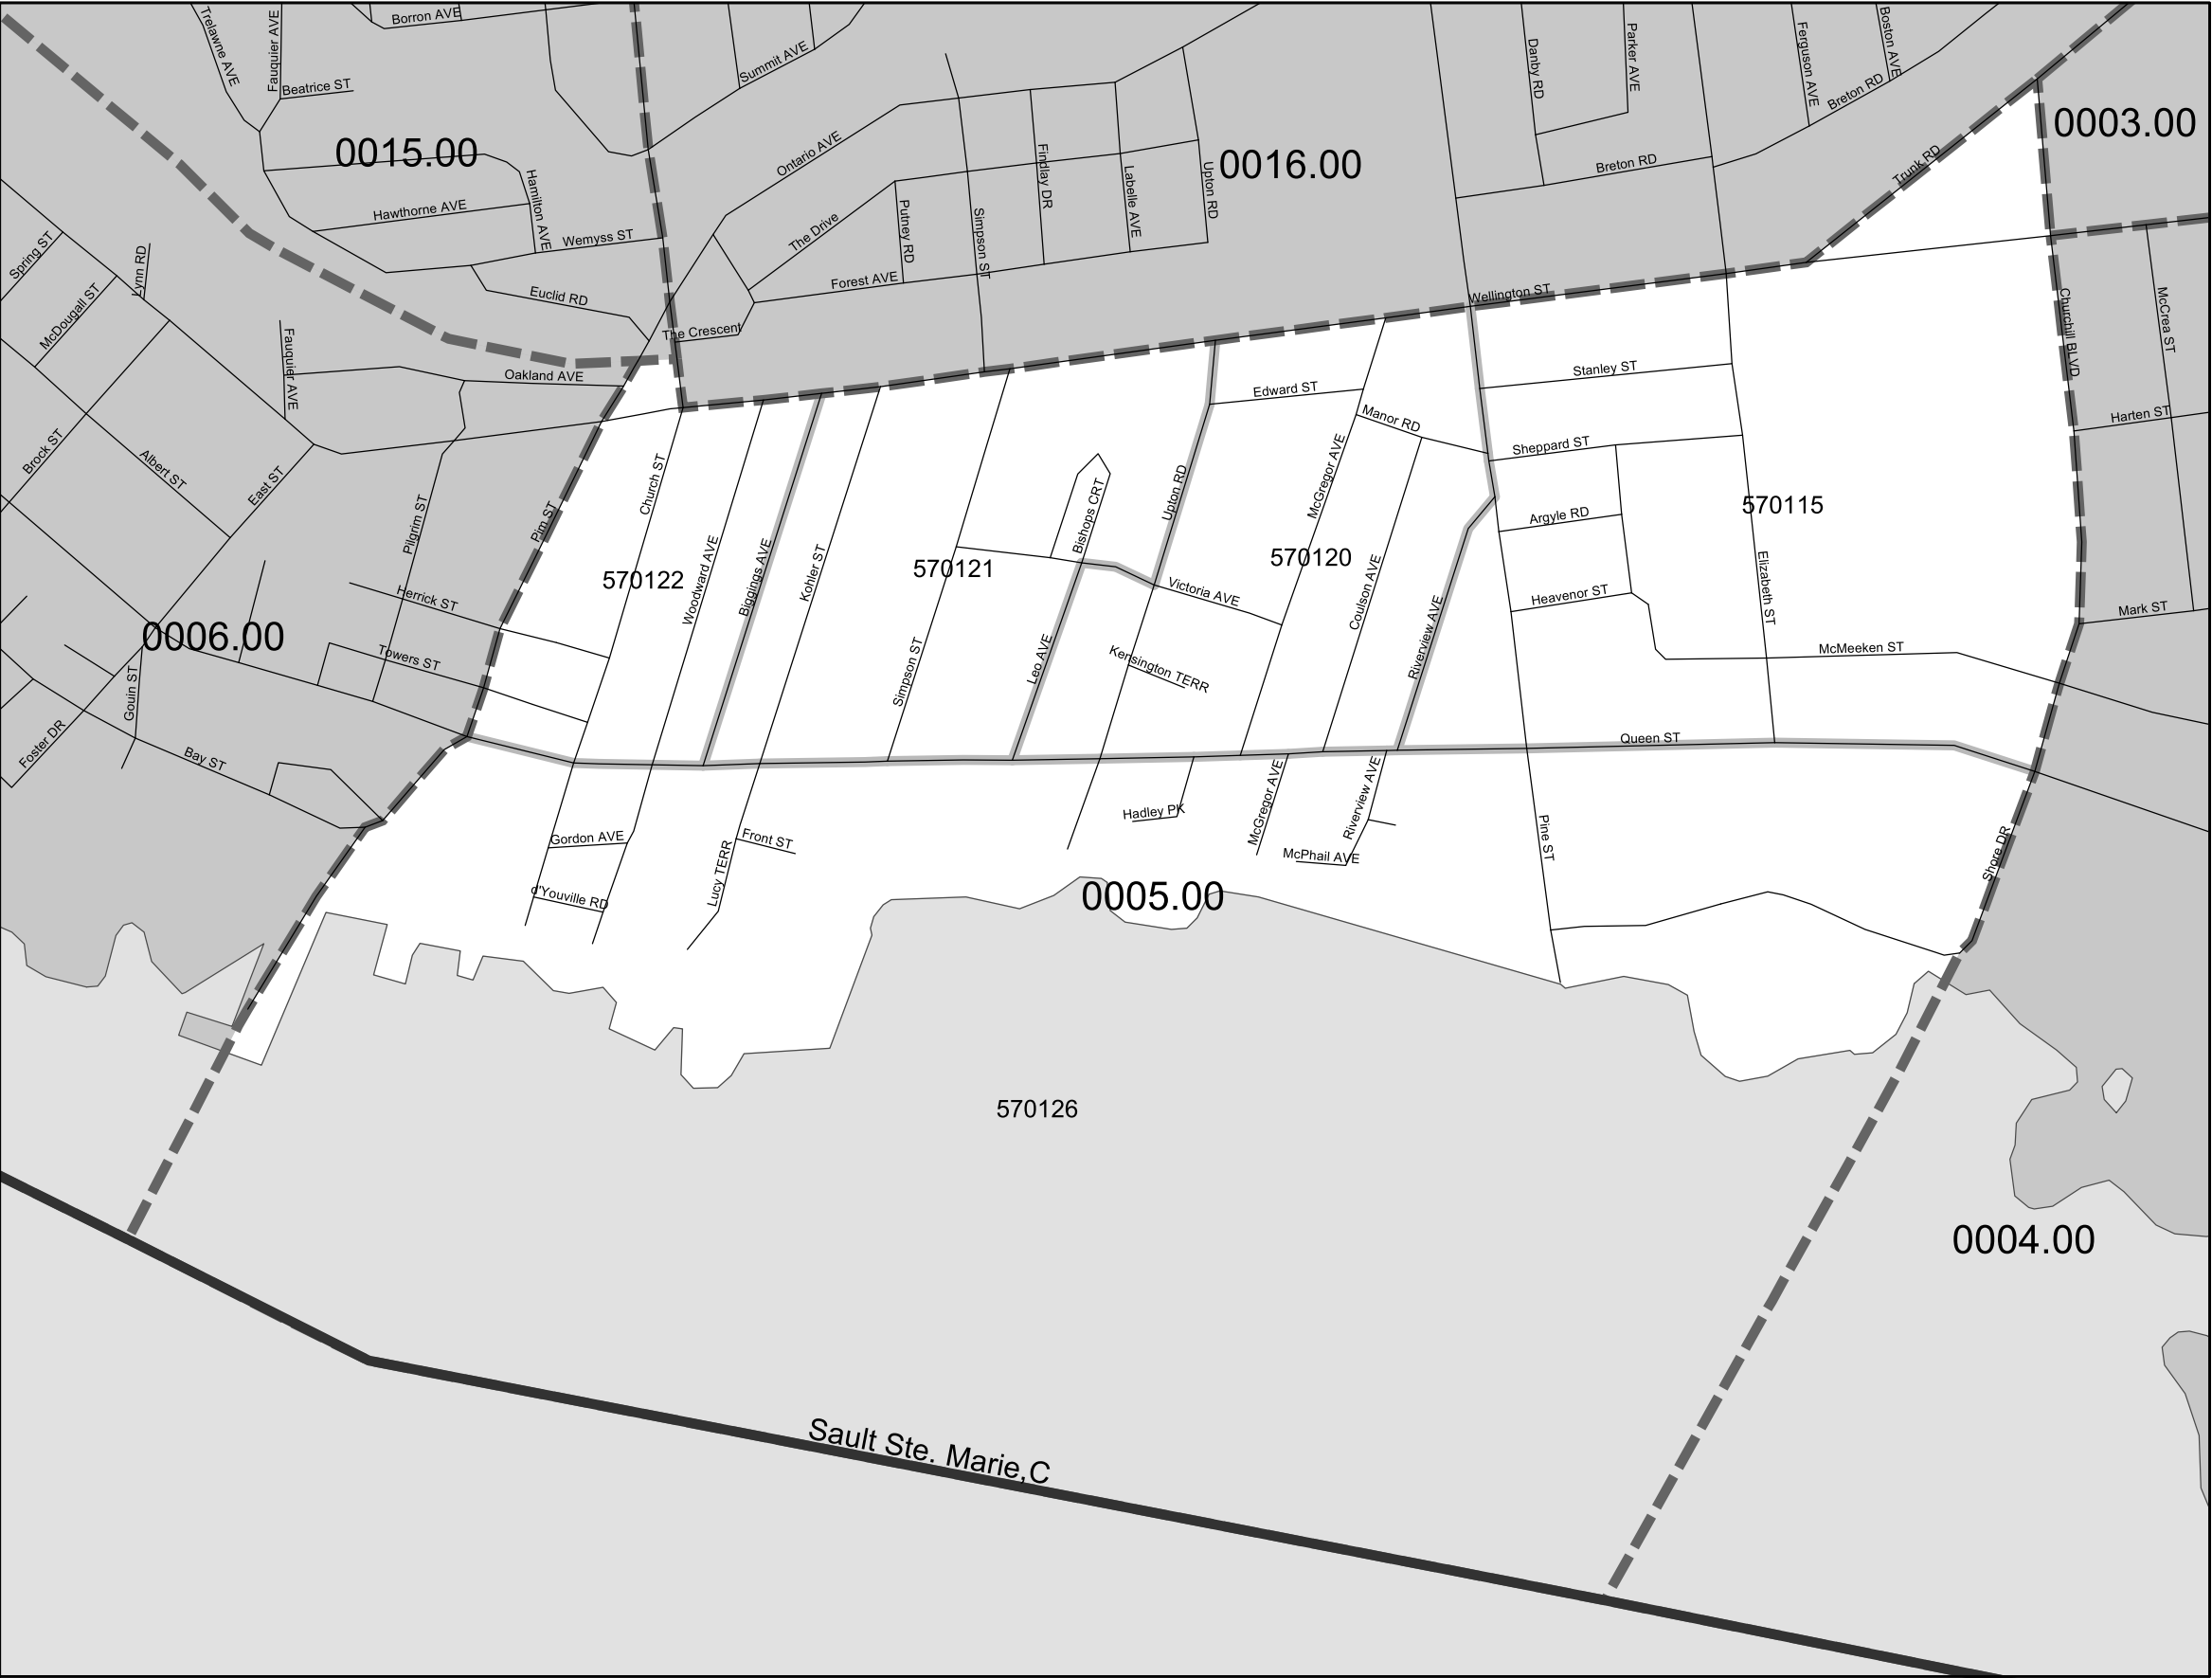 Trelawne AVE
Fauquier AVE
Borron AVE
Beatrice ST
Summit AVE
Danby RD
Parker AVE
Ferguson AVE
Boston AVE
Breton RD
0003.00
0015.00
0016.00
Ontario AVE
Findlay DR
Labelle AVE
Upton RD
Breton RD
Trunk RD
Hawthorne AVE
Hamilton AVE
Wemyss ST
The Drive
Putney RD
Simpson ST
Forest AVE
Spring ST
Lynn RD
McDougall ST
Euclid RD
The Crescent
Wellington ST
Churchill BLVD
McCrea ST
Fauquier AVE
Oakland AVE
Edward ST
Stanley ST
Manor RD
Harten ST
Brock ST
Albert ST
East ST
Pilgrim ST
Pim ST
Church ST
Sheppard ST
Bishops CRT
Upton RD
McGregor AVE
570115
Argyle RD
570122
Woodward AVE
Biggings AVE
Kohler ST
570121
570120
Victoria AVE
Coulson AVE
Heavenor ST
Elizabeth ST
Mark ST
Herrick ST
0006.00
Towers ST
Simpson ST
Leo AVE
Kensington TERR
Riverview AVE
McMeeken ST
Gouin ST
Foster DR
Bay ST
Queen ST
Gordon AVE
Front ST
Lucy TERR
d'Youville RD
Hadley PK
McGregor AVE
Riverview AVE
McPhail AVE
Pine ST
Shore DR
0005.00
570126
0004.00
Sault Ste. Marie,C